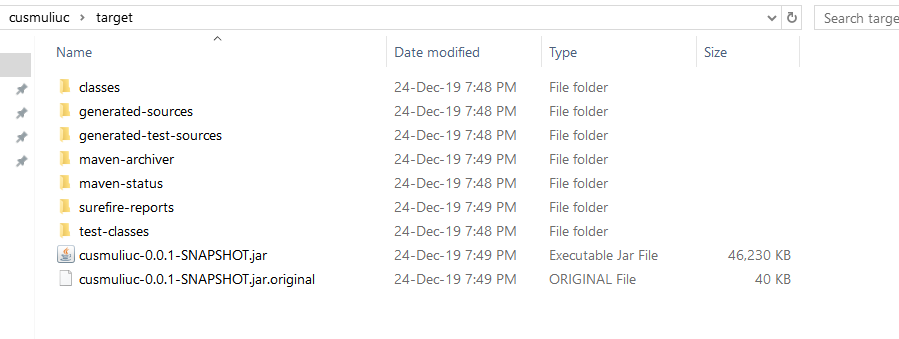 cusmuliuc > target
Search targe
Name Date modified Type Size
classes 24-Dec-19 7:48 PM File folder
generated-sources 24-Dec-19 7:48 PM File folder
generated-test-sources 24-Dec-19 7:48 PM File folder
maven-archiver 24-Dec-19 7:49 PM File folder
maven-status 24-Dec-19 7:48 PM File folder
surefire-reports 24-Dec-19 7:49 PM File folder
test-classes 24-Dec-19 7:48 PM File folder
cusmuliuc-0.0.1-SNAPSHOT.jar 24-Dec-19 7:49 PM Executable Jar File 46,230 KB
cusmuliuc-0.0.1-SNAPSHOT.jar.original 24-Dec-19 7:49 PM ORIGINAL File 40 KB